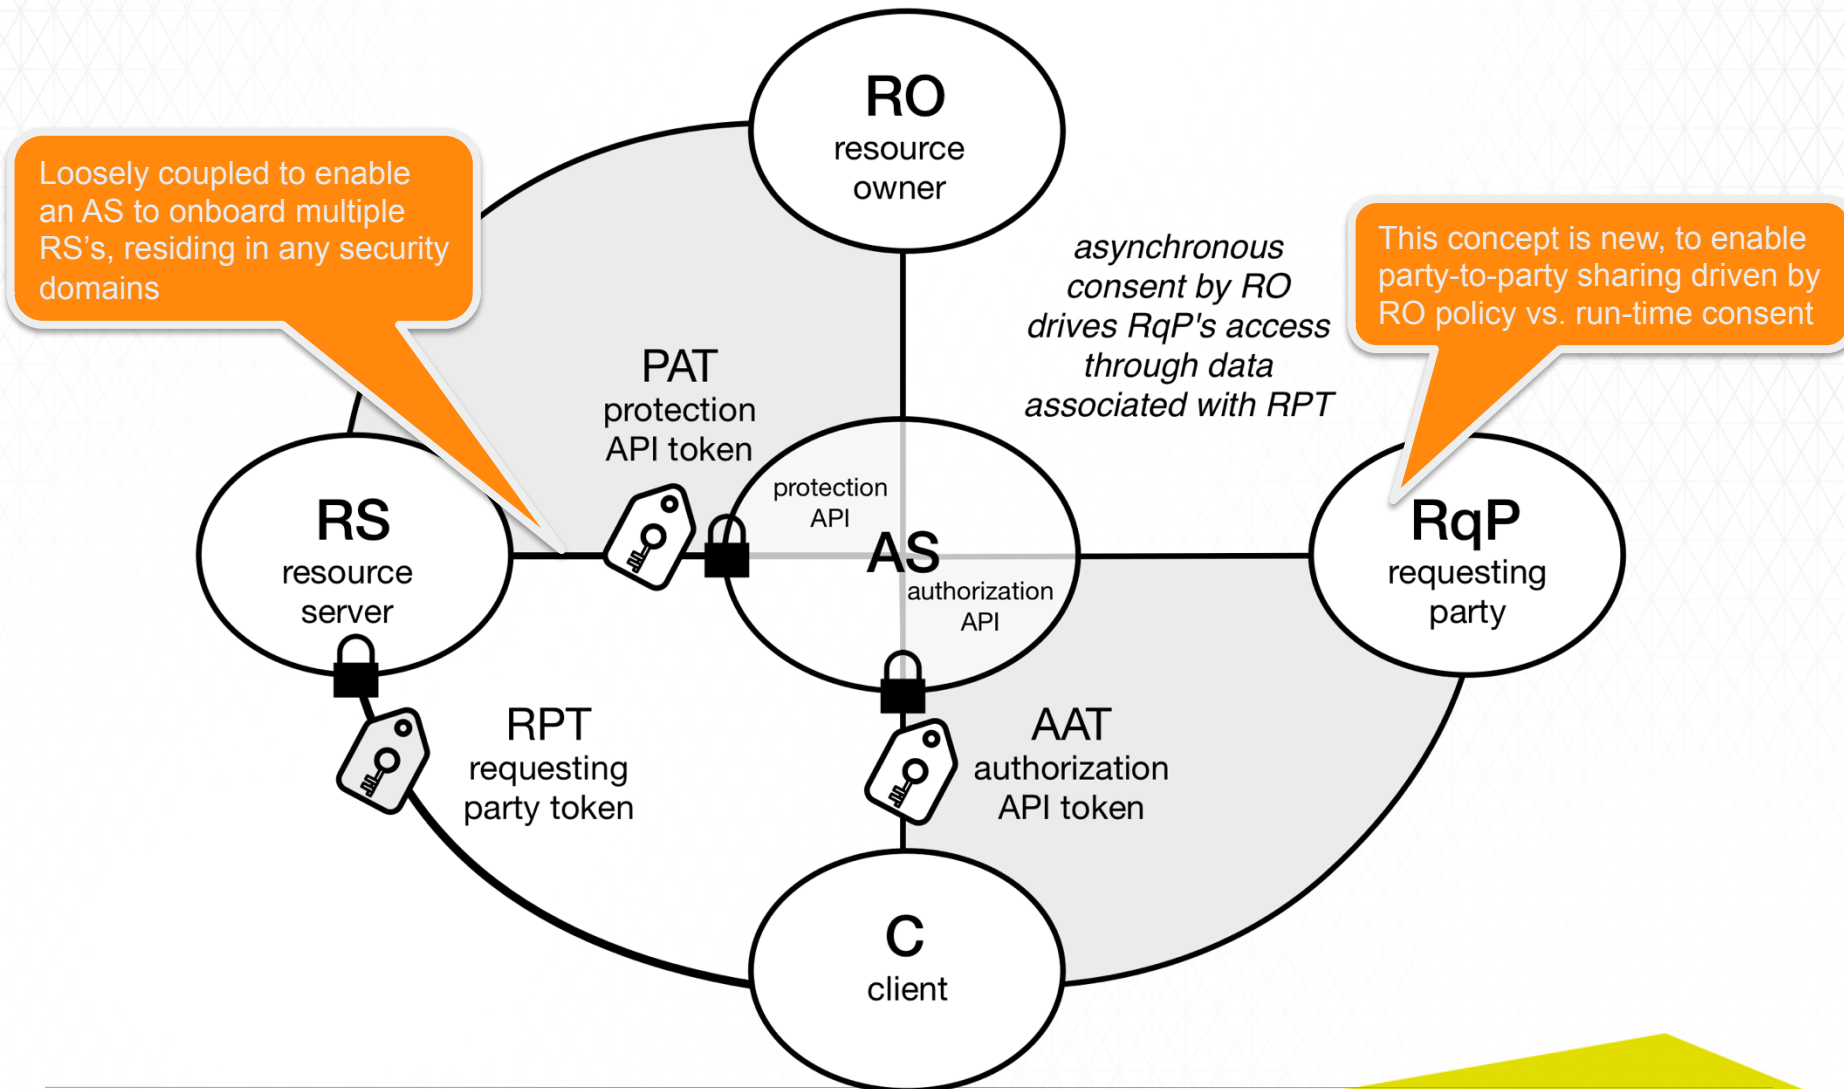 RO
resource
owner
Loosely coupled to enable
an AS to onboard multiple
RS’s, residing in any security
domains
asynchronous
consent by RO
drives RqP's access
through data
associated with RPT
This concept is new, to enable
party-to-party sharing driven by
RO policy vs. run-time consent
PAT
protection
API token
RS
resource
server
protection
API
AS
authorization
API
RqP
requesting
party
RPT
requesting
party token
AAT
authorization
API token
C
client